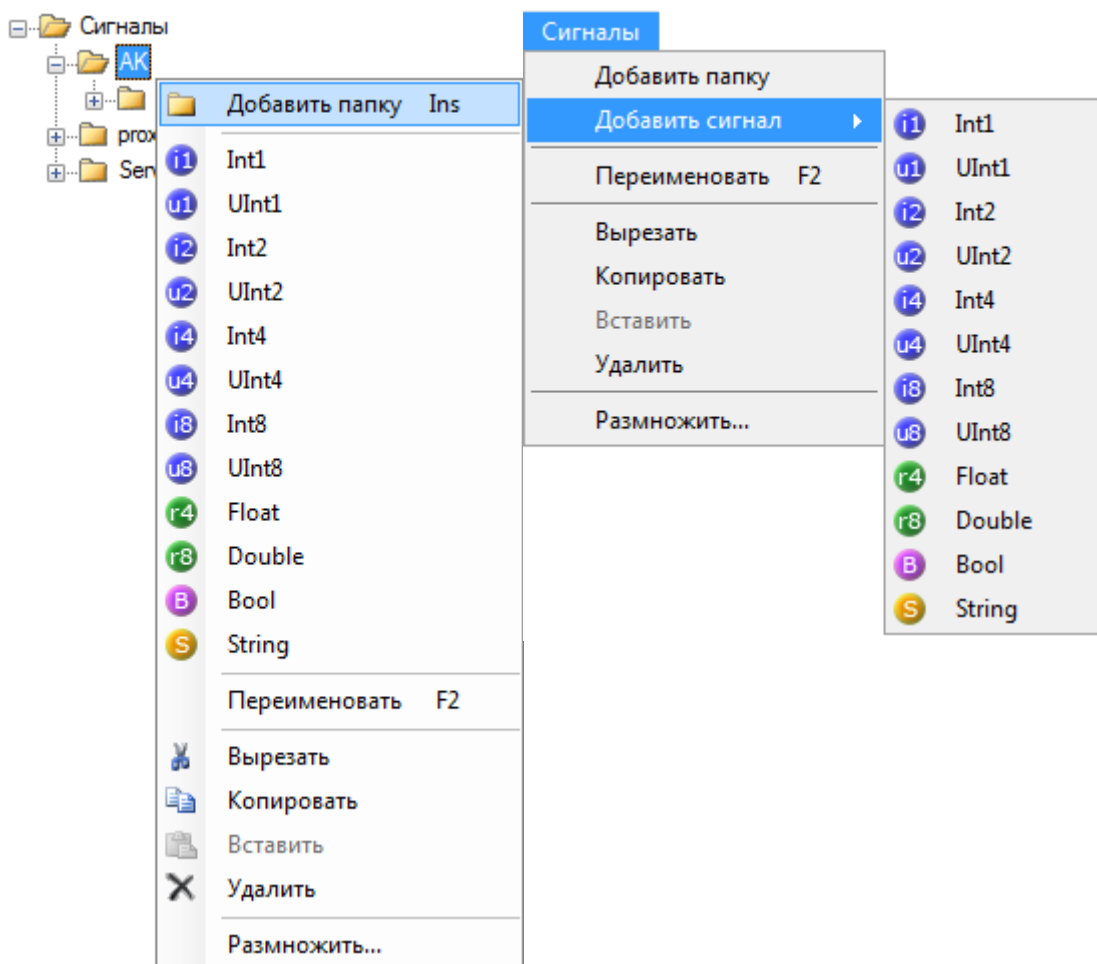 Сигналы
AK
prox
Ser
Добавить папку Ins
i1 Int1
u1 UInt1
i2 Int2
u2 UInt2
i4 Int4
u4 UInt4
i8 Int8
u8 UInt8
r4 Float
r8 Double
B Bool
S String
Переименовать F2
Вырезать
Копировать
Вставить
Удалить
Размножить...
Сигналы
Добавить папку
Добавить сигнал
Переименовать F2
Вырезать
Копировать
Вставить
Удалить
Размножить...
i1 Int1
u1 UInt1
i2 Int2
u2 UInt2
i4 Int4
u4 UInt4
i8 Int8
u8 UInt8
r4 Float
r8 Double
B Bool
S String